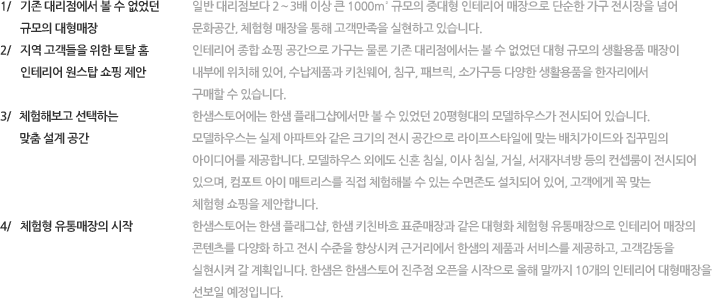 1/ 기존 대리점에서 볼 수 없었던
규모의 대형매장
일반 대리점보다 2~3배 이상 큰 1000m² 규모의 중대형 인테리어 매장으로 단순한 가구 전시장을 넘어
문화공간, 체험형 매장을 통해 고객만족을 실현하고 있습니다.
2/ 지역 고객들을 위한 토탈 홈
인테리어 원스탑 쇼핑 제안
인테리어 종합 쇼핑 공간으로 가구는 물론 기존 대리점에서는 볼 수 없었던 대형 규모의 생활용품 매장이
내부에 위치해 있어, 수납제품과 키친웨어, 침구, 패브릭, 소가구등 다양한 생활용품을 한자리에서
구매할 수 있습니다.
3/ 체험해보고 선택하는
맞춤 설계 공간
한샘스토어에는 한샘 플래그샵에서만 볼 수 있었던 20평형대의 모델하우스가 전시되어 있습니다.
모델하우스는 실제 아파트와 같은 크기의 전시 공간으로 라이프스타일에 맞는 배치가이드와 집꾸밈의
아이디어를 제공합니다. 모델하우스 외에도 신혼 침실, 이사 침실, 거실, 서재자녀방 등의 컨셉룸이 전시되어
있으며, 컴포트 아이 매트리스를 직접 체험해볼 수 있는 수면존도 설치되어 있어, 고객에게 꼭 맞는
체험형 쇼핑을 제안합니다.
4/ 체험형 유통매장의 시작
한샘스토어는 한샘 플래그샵, 한샘 키친바흐 표준매장과 같은 대형화 체험형 유통매장으로 인테리어 매장의
콘텐츠를 다양화 하고 전시 수준을 향상시켜 근거리에서 한샘의 제품과 서비스를 제공하고, 고객감동을
실현시켜 갈 계획입니다. 한샘은 한샘스토어 진주점 오픈을 시작으로 올해 말까지 10개의 인테리어 대형매장을
선보일 예정입니다.